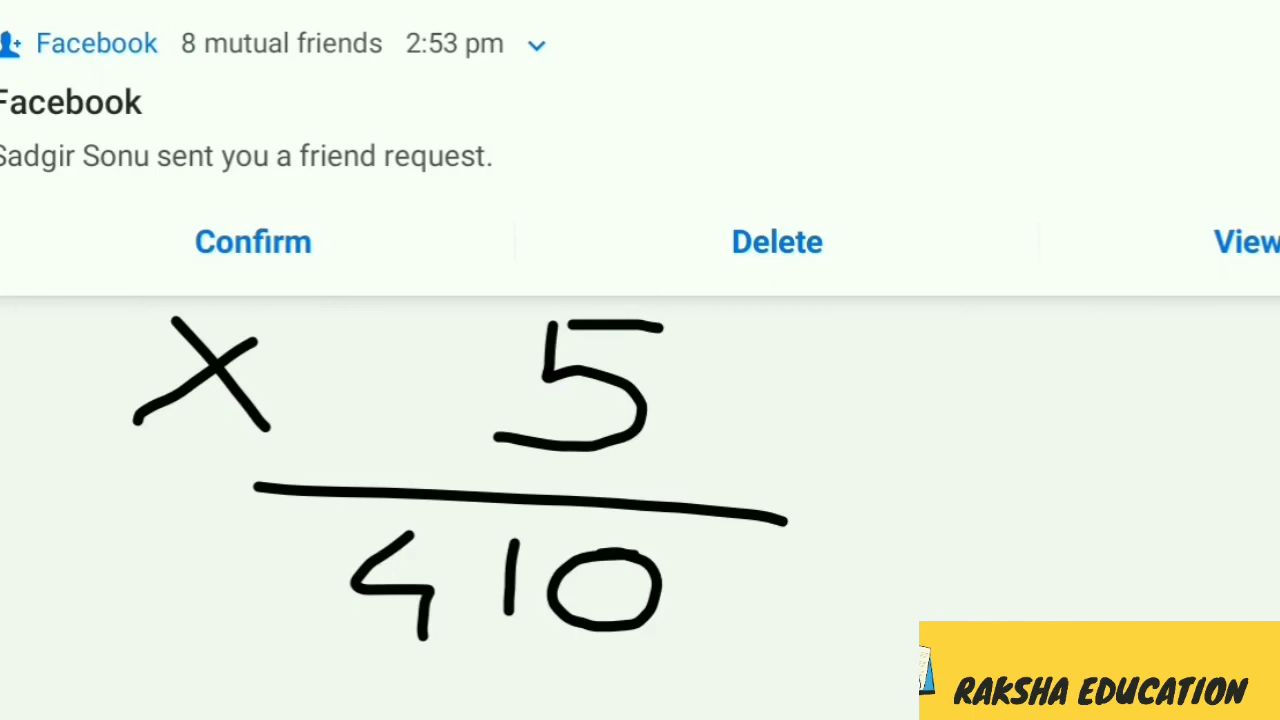 Facebook 8 mutual friends 2:53 pm
Facebook
Sadgir Sonu sent you a friend request.
Confirm Delete View
× 5
410
RAKSHA EDUCATION